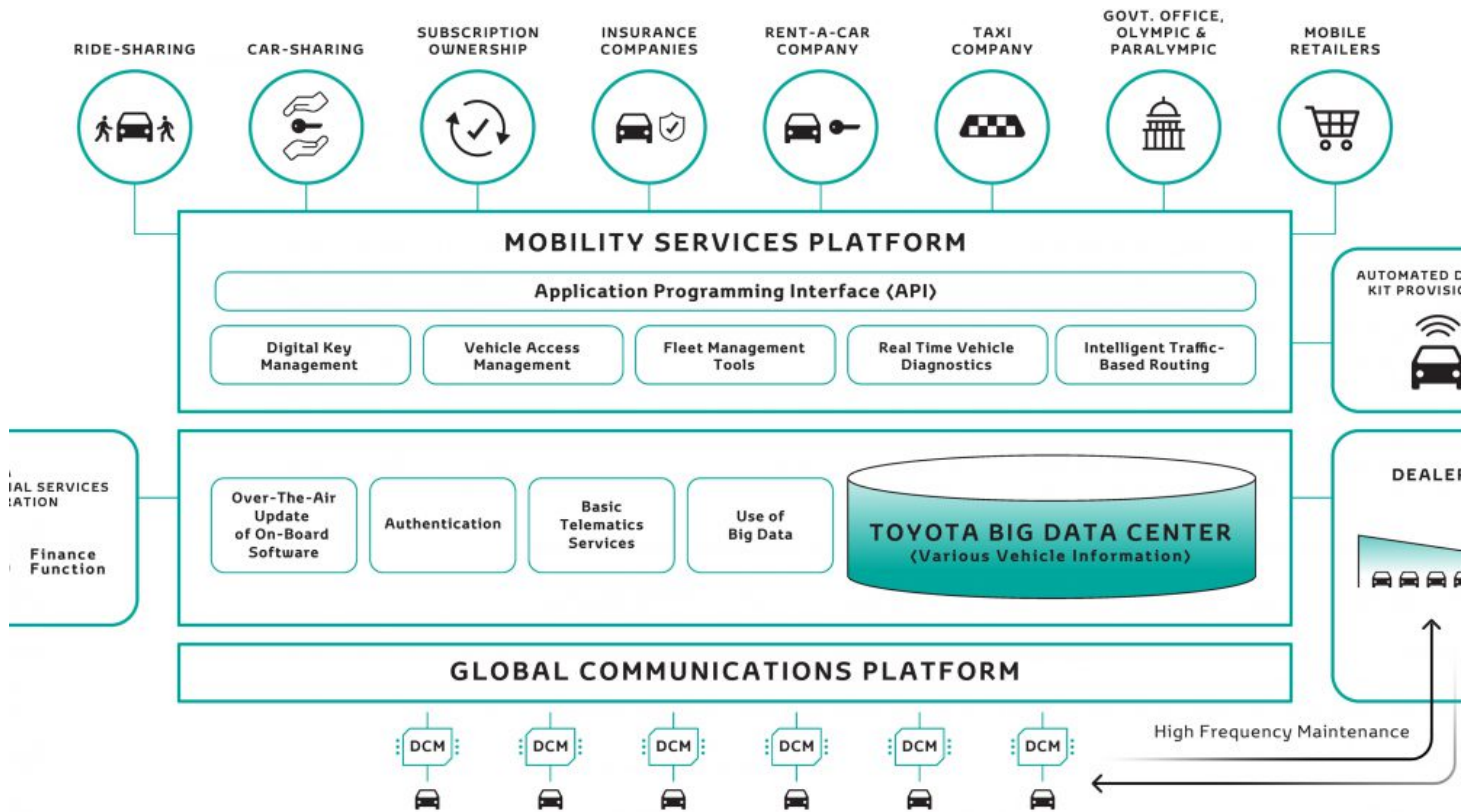 RIDE-SHARING
CAR-SHARING
SUBSCRIPTION
OWNERSHIP
INSURANCE
COMPANIES
RENT-A-CAR
COMPANY
TAXI
COMPANY
GOVT. OFFICE,
OLYMPIC &
PARALYMPIC
MOBILE
RETAILERS
MOBILITY SERVICES PLATFORM
Application Programming Interface (API)
Digital Key
Management
Vehicle Access
Management
Fleet Management
Tools
Real Time Vehicle
Diagnostics
Intelligent Traffic-
Based Routing
AUTOMATED
KIT
SERVICES
Finance
Function
Over-The-Air
Update
of On-Board
Software
Authentication
Basic
Telematics
Services
Use of
Big Data
TOYOTA BIG DATA CENTER
(Various Vehicle Information)
DEALER
GLOBAL COMMUNICATIONS PLATFORM
DCM
DCM
DCM
DCM
DCM
DCM
High Frequency Maintenance